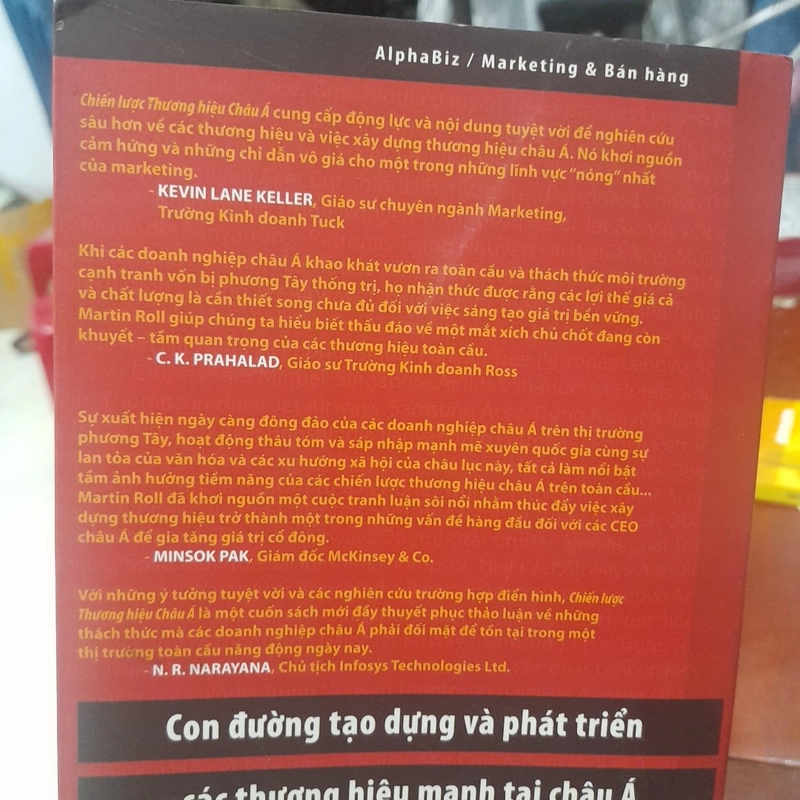 AlphaBiz / Marketing & Bán hàng
Chiến lược Thương hiệu Châu Á cung cấp động lực và nội dung tuyệt vời để nghiên cứu
sâu hơn về các thương hiệu và việc xây dựng thương hiệu châu Á. Nó khơi nguồn
cảm hứng và những chỉ dẫn vô giá cho một trong những lĩnh vực "nóng" nhất
của marketing.
- KEVIN LANE KELLER, Giáo sư chuyên ngành Marketing,
Trường Kinh doanh Tuck
Khi các doanh nghiệp châu Á khao khát vươn ra toàn cầu và thách thức môi trường
cạnh tranh vốn bị phương Tây thống trị, họ nhận thức được rằng các lợi thế giá cả
và chất lượng là cần thiết song chưa đủ đối với việc sáng tạo giá trị bền vững.
Martin Roll giúp chúng ta hiểu biết thấu đáo về một mắt xích chủ chốt đang còn
khuyết – tầm quan trọng của các thương hiệu toàn cầu.
- C. K. PRAHALAD, Giáo sư Trường Kinh doanh Ross
Sự xuất hiện ngày càng đông đảo của các doanh nghiệp châu Á trên thị trường
phương Tây, hoạt động thâu tóm và sáp nhập mạnh mẽ xuyên quốc gia cùng sự
lan tỏa của văn hóa và các xu hướng xã hội của châu lục này, tất cả làm nổi bật
tầm ảnh hưởng tiềm năng của các chiến lược thương hiệu châu Á trên toàn cầu...
Martin Roll đã khơi nguồn một cuộc tranh luận sôi nổi nhằm thúc đẩy việc xây
dựng thương hiệu trở thành một trong những vấn đề hàng đầu đối với các CEO
châu Á để gia tăng giá trị cổ đông.
- MINSOK PAK, Giám đốc McKinsey & Co.
Với những ý tưởng tuyệt vời và các nghiên cứu trường hợp điển hình, Chiến lược
Thương hiệu Châu Á là một cuốn sách mới đầy thuyết phục thảo luận về những
thách thức mà các doanh nghiệp châu Á phải đối mặt để tồn tại trong một
thị trường toàn cầu năng động ngày nay.
- N. R. NARAYANA, Chủ tịch Infosys Technologies Ltd.
Con đường tạo dựng và phát triển
các thương hiệu mạnh tại châu Á